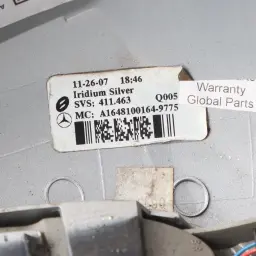 11-26-07 18:46
Iridium Silver
SVS: 411.463 Q005
MC: A1648100164-9775
Warranty
Global Parts